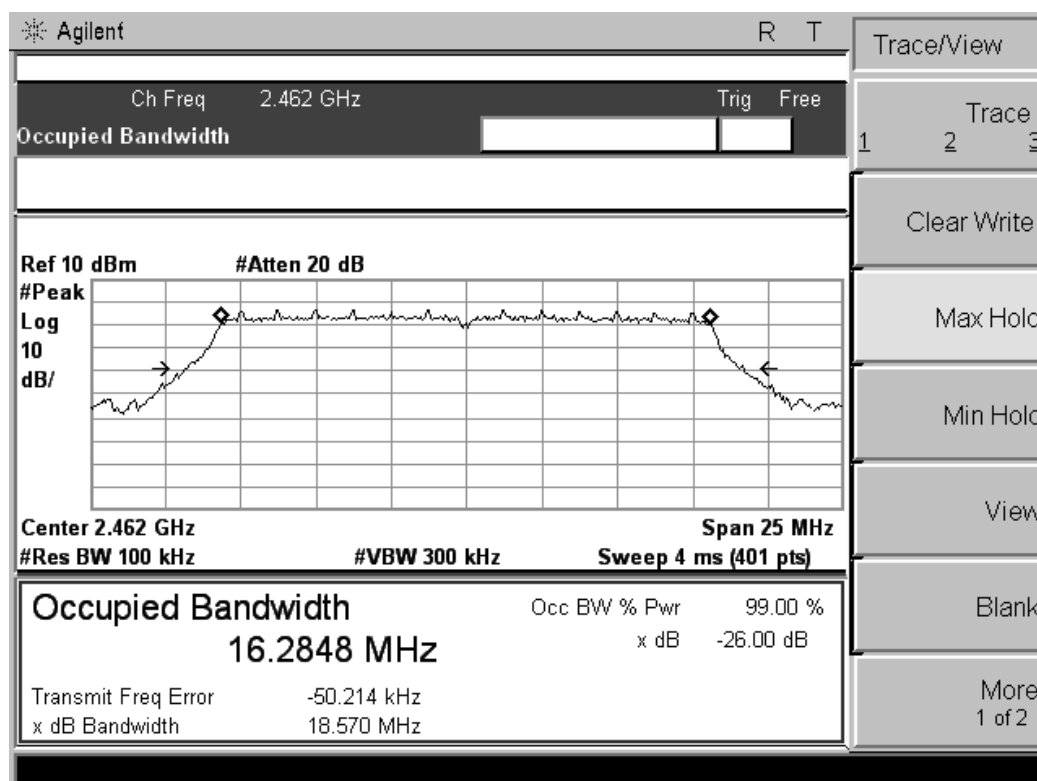 Agilent R T
Trace/View
Ch Freq 2.462 GHz Trig Free
Occupied Bandwidth
Trace
1 2 3
Clear Write
Max Hold
Min Hold
View
Blank
More
1 of 2
Ref 10 dBm #Atten 20 dB
#Peak
Log
10
dB/
Center 2.462 GHz Span 25 MHz
#Res BW 100 kHz #VBW 300 kHz Sweep 4 ms (401 pts)
Occupied Bandwidth Occ BW % Pwr 99.00 %
16.2848 MHz x dB -26.00 dB
Transmit Freq Error -50.214 kHz
x dB Bandwidth 18.570 MHz